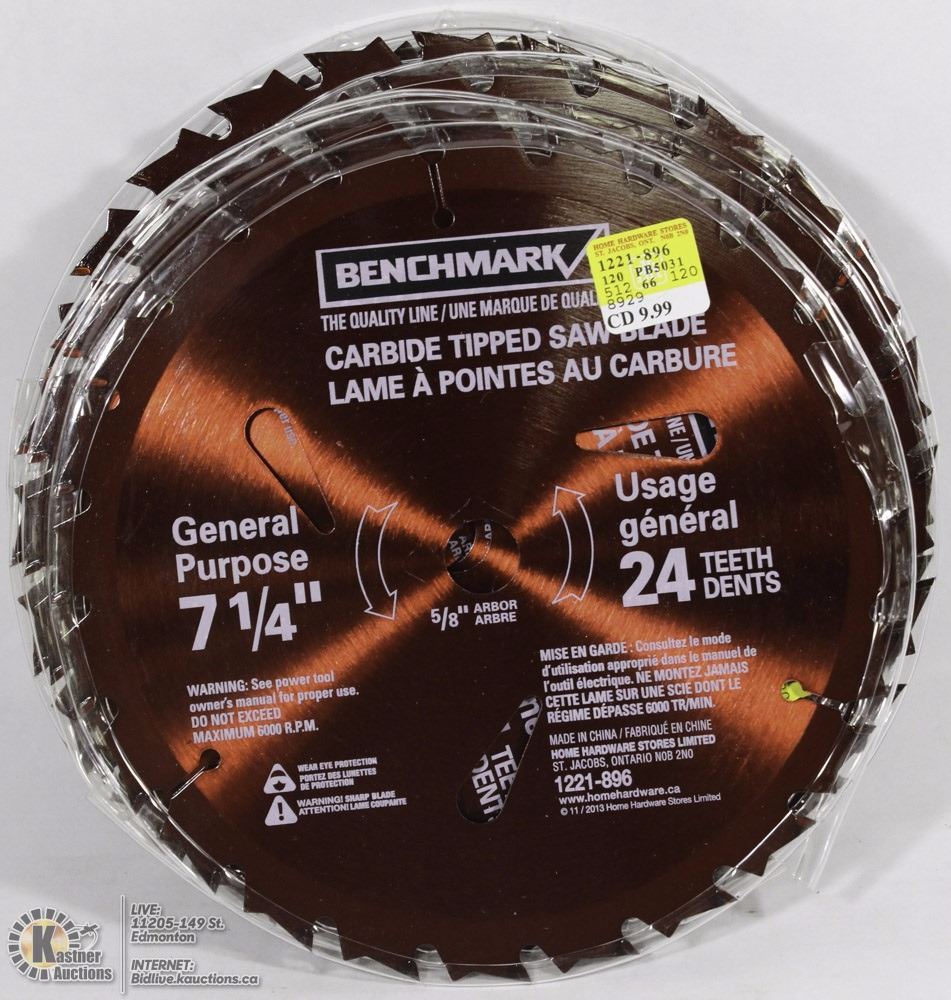 BENCHMARK
THE QUALITY LINE / UNE MARQUE DE QUAL
CARBIDE TIPPED SAW BLADE
LAME À POINTES AU CARBURE
HOME HARDWARE STORES
ST. JACOBS, ONT. N0B 2N0
1221-896
120 PB5031
512 66 120
8929
CD 9.99
General
Purpose
7 1/4"
Usage
général
24 TEETH
DENTS
5/8" ARBOR
ARBRE
WARNING: See power tool
owner's manual for proper use.
DO NOT EXCEED
MAXIMUM 6000 R.P.M.
WEAR EYE PROTECTION
PORTEZ DES LUNETTES
DE PROTECTION
WARNING! SHARP BLADE
ATTENTION! LAME COUPANTE
MISE EN GARDE : Consultez le mode
d'utilisation approprié dans le manuel de
l'outil électrique. NE MONTEZ JAMAIS
CETTE LAME SUR UNE SCIE DONT LE
RÉGIME DÉPASSE 6000 TR/MIN.
MADE IN CHINA / FABRIQUÉ EN CHINE
HOME HARDWARE STORES LIMITED
ST. JACOBS, ONTARIO N0B 2N0
1221-896
www.homehardware.ca
© 11 / 2013 Home Hardware Stores Limited
TEE
DENT
NE / UN
DE
Kastner
Auctions
LIVE:
11205-149 St.
Edmonton
INTERNET:
Bidlive.kauctions.ca